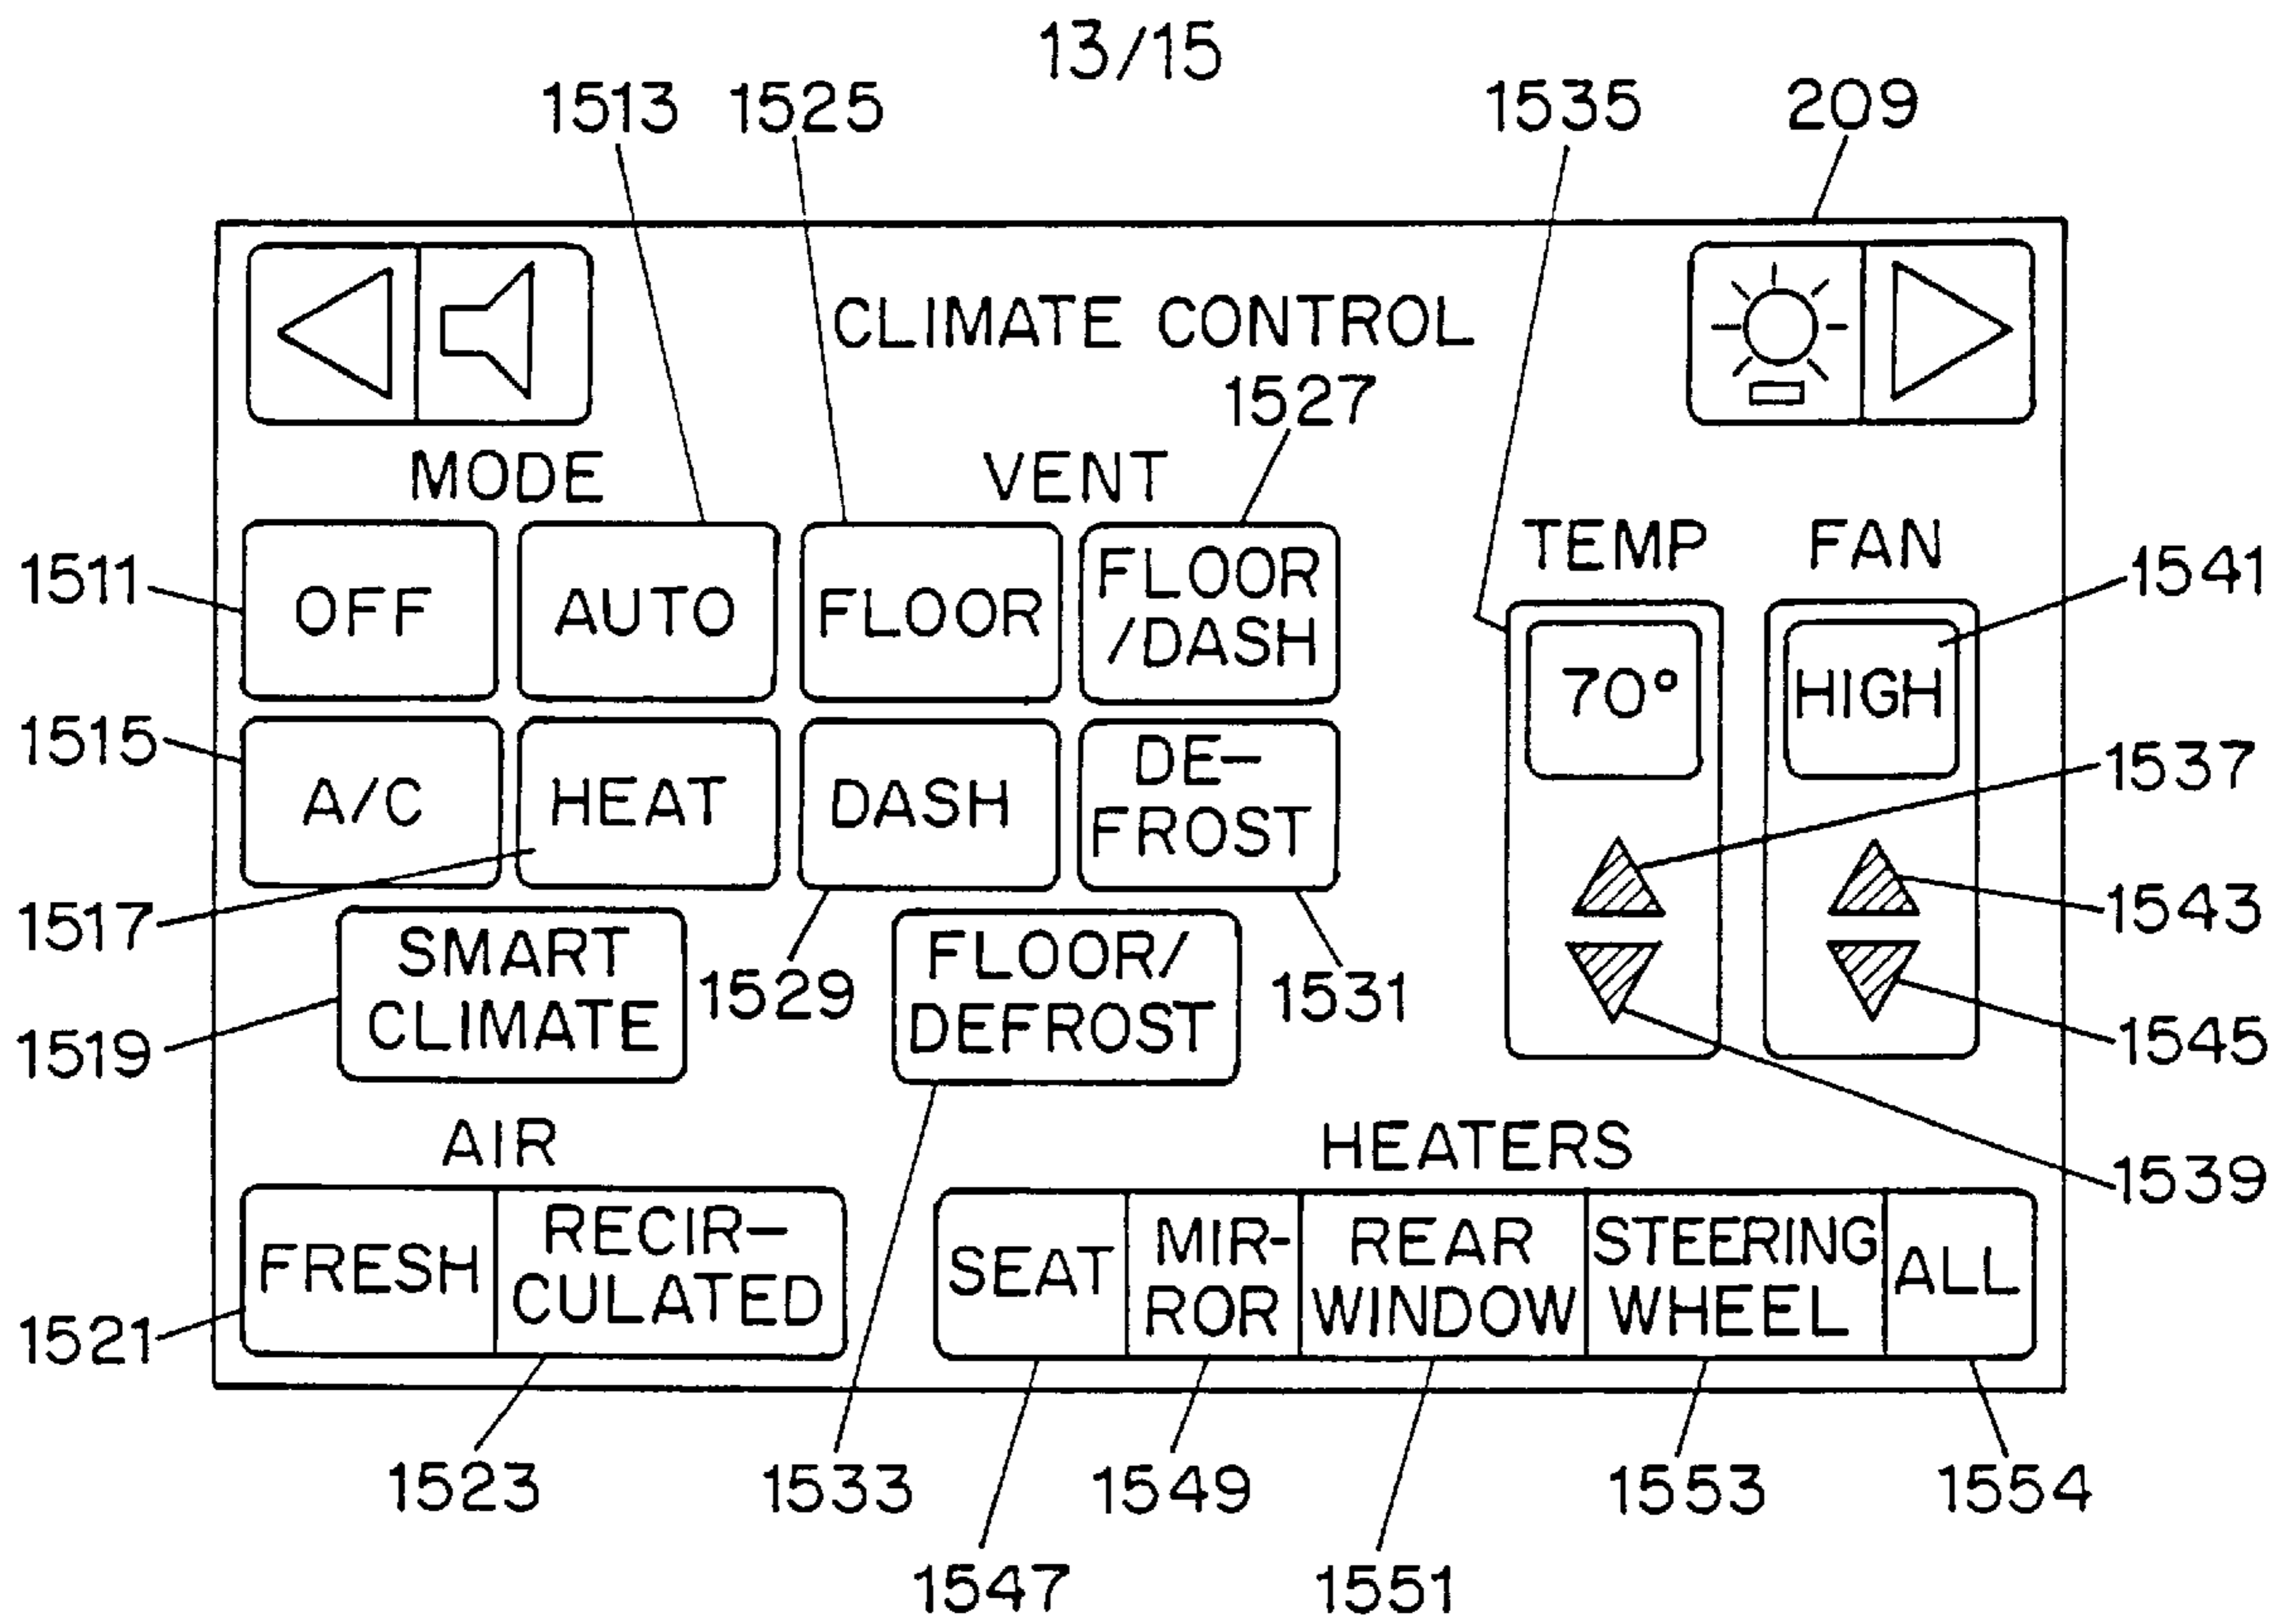 13/15
1513
1525
1535
209
CLIMATE CONTROL
1527
MODE
VENT
TEMP
FAN
1541
1511
OFF
AUTO
FLOOR
FLOOR
/DASH
70°
HIGH
1515
A/C
HEAT
DASH
DE-
FROST
1537
1517
1543
SMART
CLIMATE
1529
FLOOR/
DEFROST
1531
1519
1545
AIR
HEATERS
1539
FRESH
RECIR-
CULATED
SEAT
MIR-
ROR
REAR
WINDOW
STEERING
WHEEL
ALL
1521
1523
1533
1549
1553
1554
1547
1551